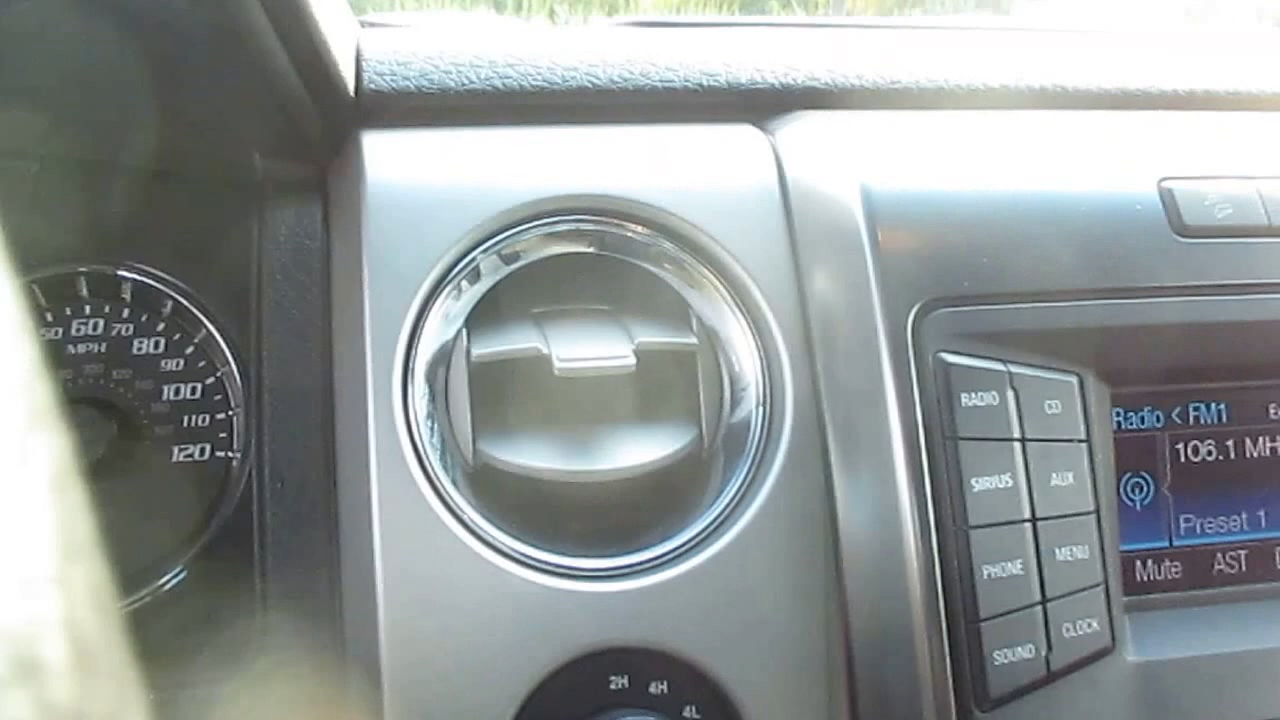 50 60 70
MPH 80
90
100
110
120
RADIO CD
SIRIUS AUX
PHONE MENU
SOUND CLOCK
Radio < FM1
106.1 MH
Preset 1
Mute AST
2H 4H 4L